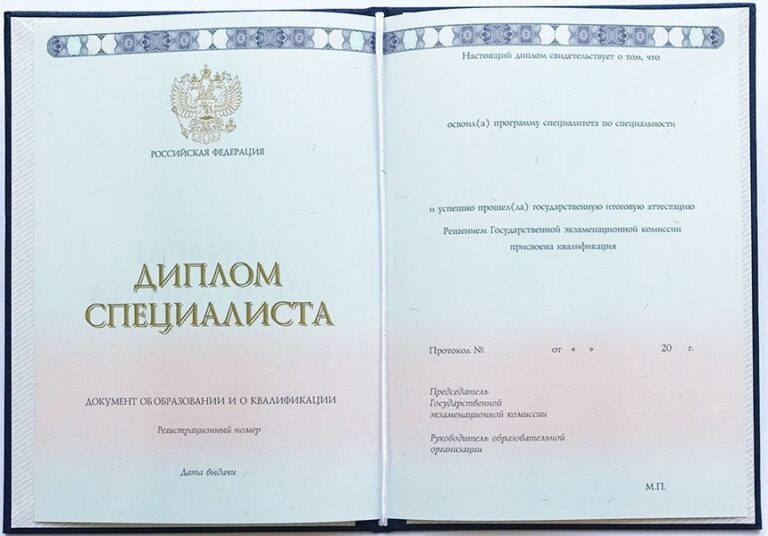 РОССИЙСКАЯ ФЕДЕРАЦИЯ
ДИПЛОМ
СПЕЦИАЛИСТА
ДОКУМЕНТ ОБ ОБРАЗОВАНИИ И О КВАЛИФИКАЦИИ
Регистрационный номер
Дата выдачи
Настоящий диплом свидетельствует о том, что
освоил(а) программу специалитета по специальности
и успешно прошел(ла) государственную итоговую аттестацию
Решением Государственной экзаменационной комиссии
присвоена квалификация
Протокол № от « » 20 г.
Председатель
Государственной
экзаменационной комиссии
Руководитель образовательной
организации
М.П.